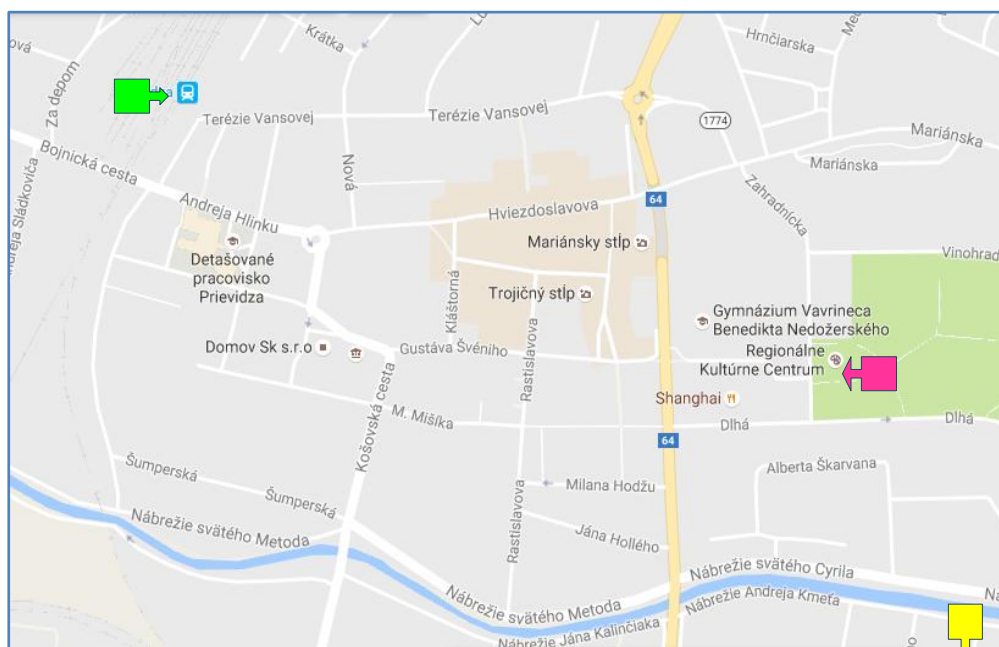 Krátka
Hrnčiarska
ová
Za depom
Terézie Vansovej
Terézie Vansovej
1774
Mariánska
Bojnická cesta
Nová
Mariánska
Andreja Sládkoviča
Andreja Hlinku
Zahradnícka
64
Hviezdoslavova
Detašované
pracovisko
Prievidza
Mariánsky stĺp
Vinohrad
Kláštorná
Trojičný stĺp
Gymnázium Vavrineca
Benedikta Nedožerského
Domov Sk s.r.o
Gustáva Švéniho
Rastislavova
Regionálne
Kultúrne Centrum
Shanghai
Košovská cesta
M. Mišíka
Dlhá
Dlhá
64
Šumperská
Alberta Škarvana
Šumperská
Milana Hodžu
Nábrežie svätého Metoda
Rastislavova
Jána Hollého
Nábrežie svätého Cyrila
Nábrežie svätého Metoda
Nábrežie Andreja Kmeťa
Nábrežie Jána Kalinčiaka